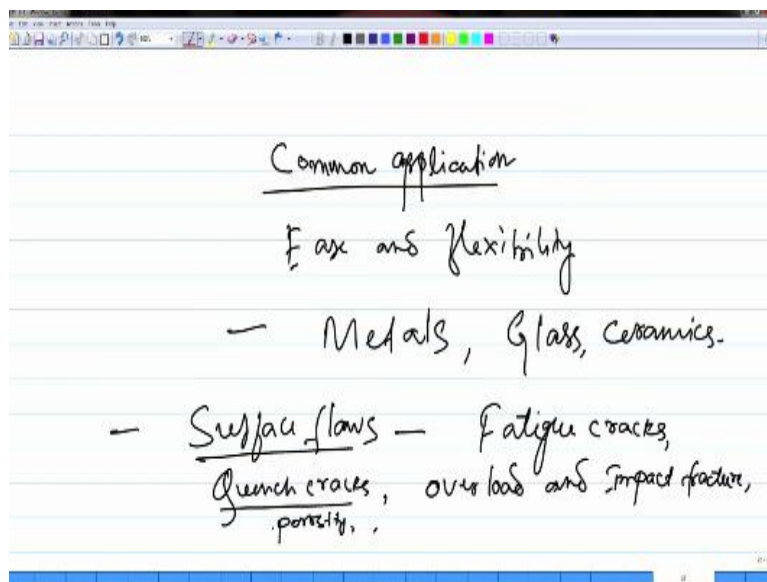 Common application
Ease and flexibility
— Metals, Glass, ceramics.
— Surface flaws — Fatigue cracks,
Quench cracks, overload and Impact fracture,
porosity, ,